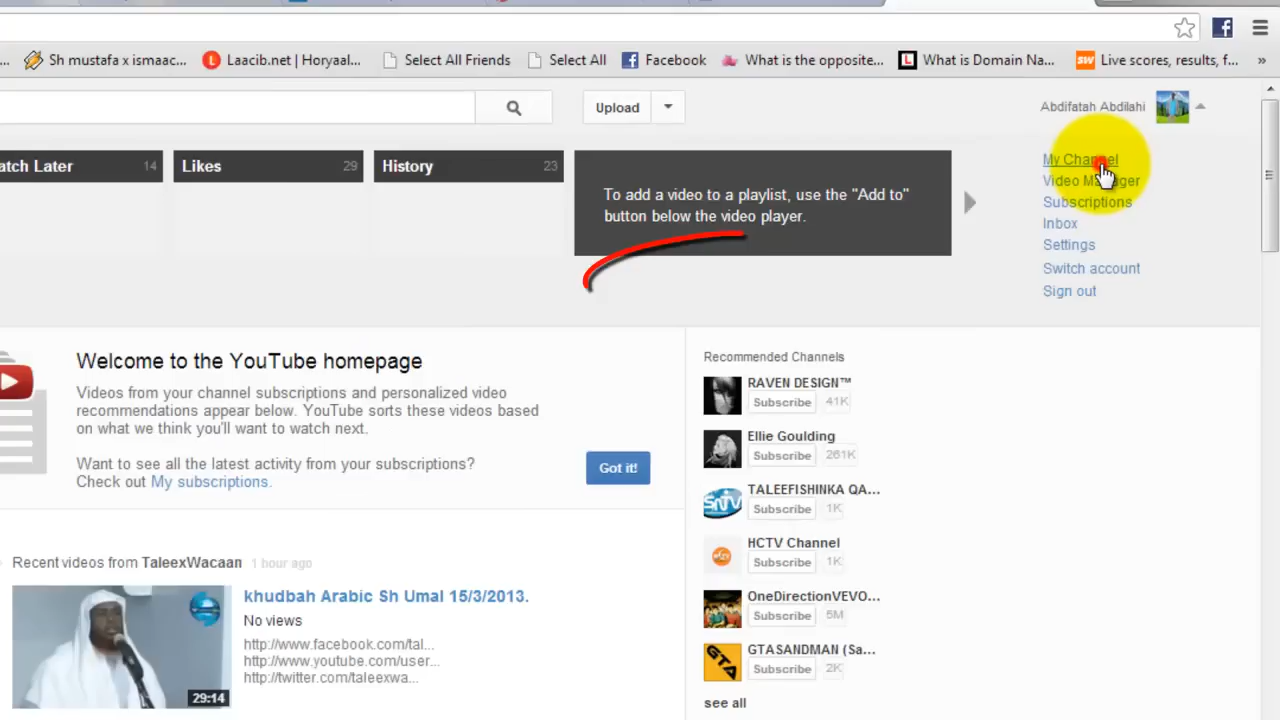 Sh mustafa x ismaac...
Laacib.net | Horyaal...
Select All Friends
Select All
Facebook
What is the opposite...
What is Domain Na...
Live scores, results, f...
»
Upload
Abdifatah Abdilahi
atch Later 14
Likes 29
History 23
To add a video to a playlist, use the "Add to"
button below the video player.
My Channel
Video Manager
Subscriptions
Inbox
Settings
Switch account
Sign out
Welcome to the YouTube homepage
Videos from your channel subscriptions and personalized video
recommendations appear below. YouTube sorts these videos based
on what we think you'll want to watch next.
Want to see all the latest activity from your subscriptions?
Check out My subscriptions.
Got it!
Recent videos from TaleexWacaan 1 hour ago
khudbah Arabic Sh Umal 15/3/2013.
No views
http://www.facebook.com/tal...
http://www.youtube.com/user...
http://twitter.com/taleexwa...
29:14
Recommended Channels
RAVEN DESIGN™
Subscribe 41K
Ellie Goulding
Subscribe 261K
TALEEFISHINKA QA...
Subscribe 1K
HCTV Channel
Subscribe 1K
OneDirectionVEVO...
Subscribe 5M
GTASANDMAN (Sa...
Subscribe 2K
see all